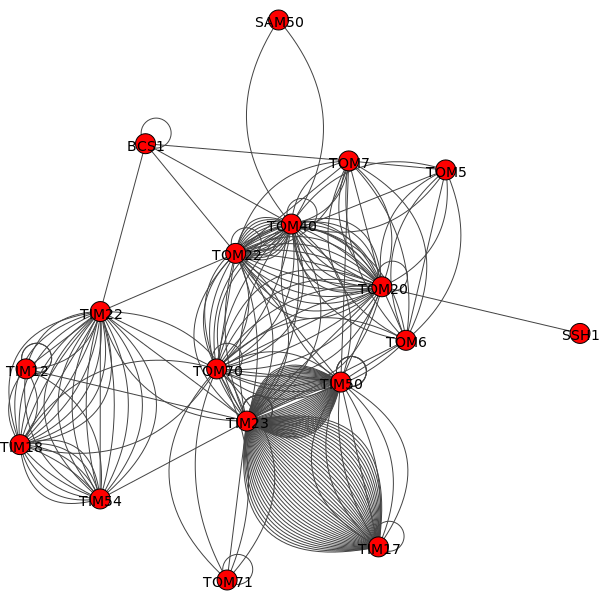 SAM50
BCS1
TOM7
TOM5
TOM40
TOM22
TOM20
TIM22
SSH1
TOM6
TIM12
TOM70
TIM50
TIM23
TIM18
TIM54
TIM17
TOM71